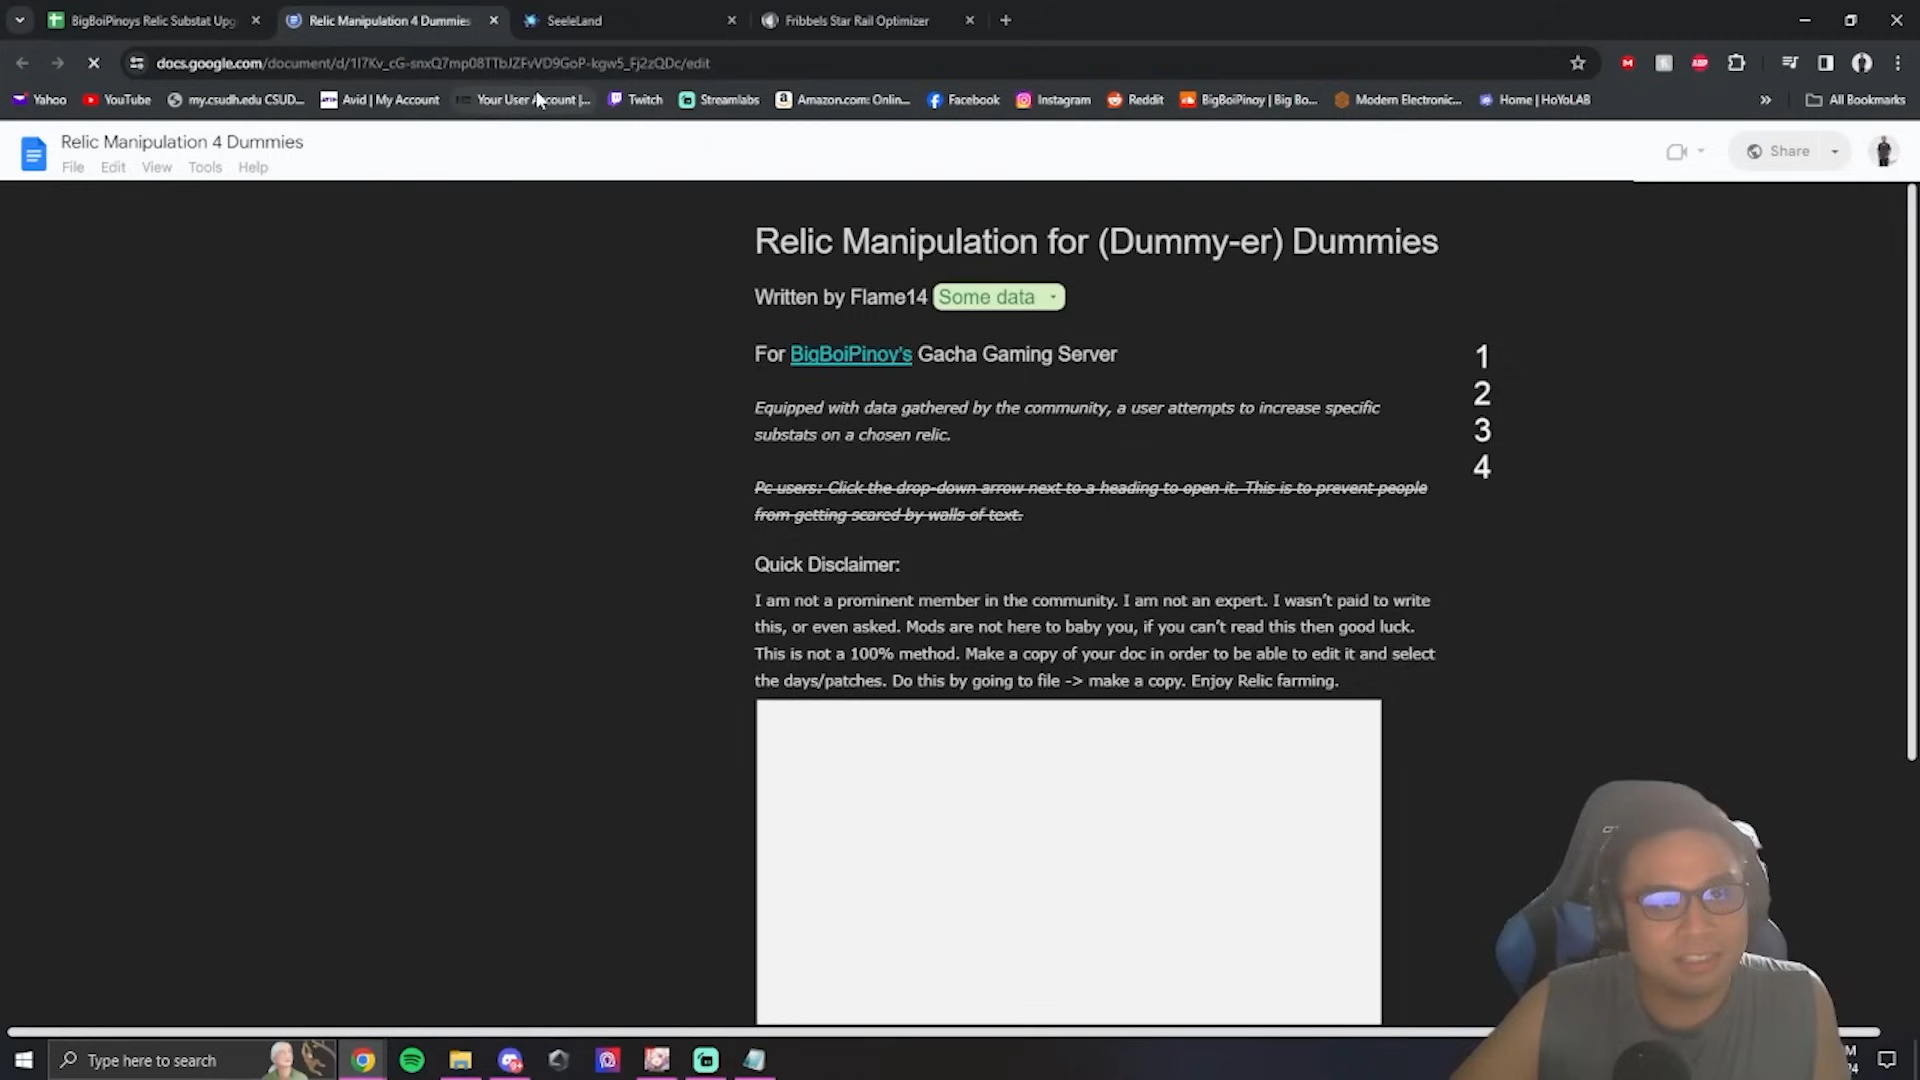 BigBoiPinoys Relic Substat Upg
Relic Manipulation 4 Dummies
SeeleLand
Fribbels Star Rail Optimizer
docs.google.com/document/d/1I7Kv_cG-snxQ7mp08TTbJZFvVD9GoP-kgw5_Fj2zQDc/edit
Yahoo
YouTube
my.csudh.edu CSUD...
Avid | My Account
Your User Account |...
Twitch
Streamlabs
Amazon.com: Onlin...
Facebook
Instagram
Reddit
BigBoiPinoy | Big Bo...
Modern Electronic...
Home | HoYoLAB
All Bookmarks
Relic Manipulation 4 Dummies
File Edit View Tools Help
Share
Relic Manipulation for (Dummy-er) Dummies
Written by Flame14 Some data
For BigBoiPinoy's Gacha Gaming Server
1
2
3
4
Equipped with data gathered by the community, a user attempts to increase specific
substats on a chosen relic.
Pc users: Click the drop-down arrow next to a heading to open it. This is to prevent people
from getting scared by walls of text.
Quick Disclaimer:
I am not a prominent member in the community. I am not an expert. I wasn't paid to write
this, or even asked. Mods are not here to baby you, if you can't read this then good luck.
This is not a 100% method. Make a copy of your doc in order to be able to edit it and select
the days/patches. Do this by going to file -> make a copy. Enjoy Relic farming.
Type here to search